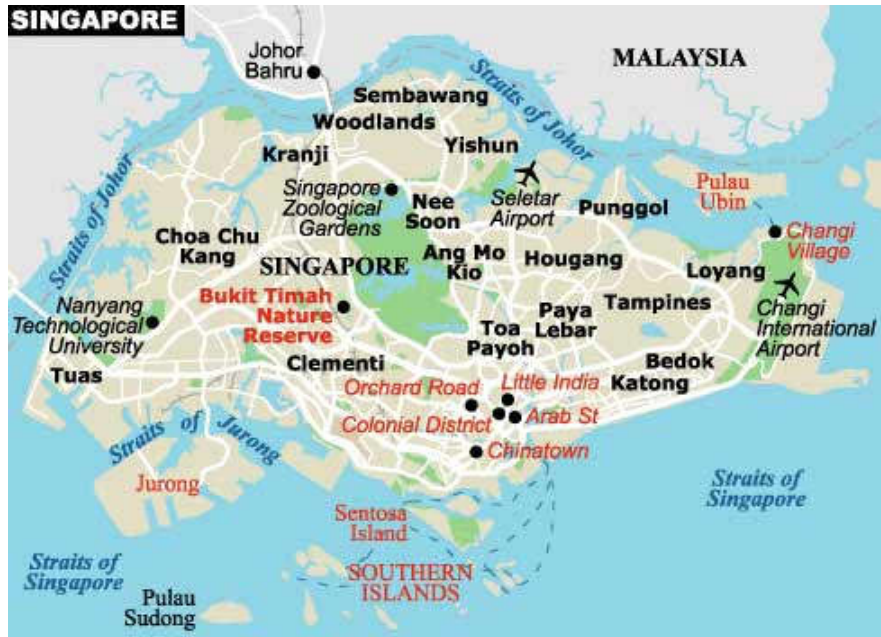 SINGAPORE
Johor
Bahru
MALAYSIA
Sembawang
Woodlands
Straits of Johor
Yishun
Kranji
Straits of Johor
Singapore
Zoological
Gardens
Nee
Soon
Seletar
Airport
Punggol
Pulau
Ubin
Changi
Village
Choa Chu
Kang
SINGAPORE
Ang Mo
Kio
Hougang
Loyang
Bukit Timah
Nature
Reserve
Nanyang
Technological
University
Paya
Lebar
Tampines
Changi
International
Airport
Toa
Payoh
Tuas
Clementi
Bedok
Katong
Orchard Road
Little India
Colonial District
Arab St
Straits of Jurong
Chinatown
Jurong
Straits of
Singapore
Sentosa
Island
Straits of
Singapore
SOUTHERN
ISLANDS
Pulau
Sudong